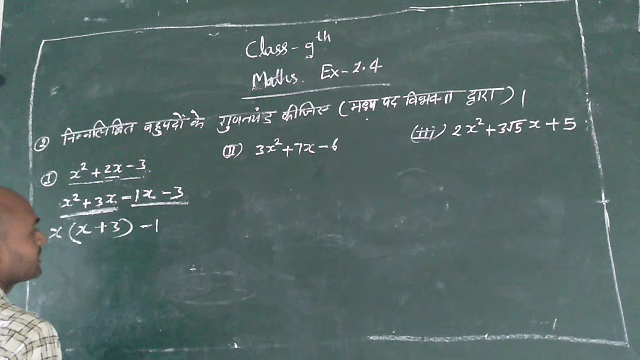 Class - 9th
Maths Ex - 2.4
② निम्नलिखित बहुपदों के गुणनखंड कीजिए (मध्य पद विभक्त द्वारा) ।
Ⅰ) x² + 2x - 3
x² + 3x - 1x - 3
x (x + 3) - 1
Ⅱ) 3x² + 7x - 6
(iii) 2x² + 3√5 x + 5